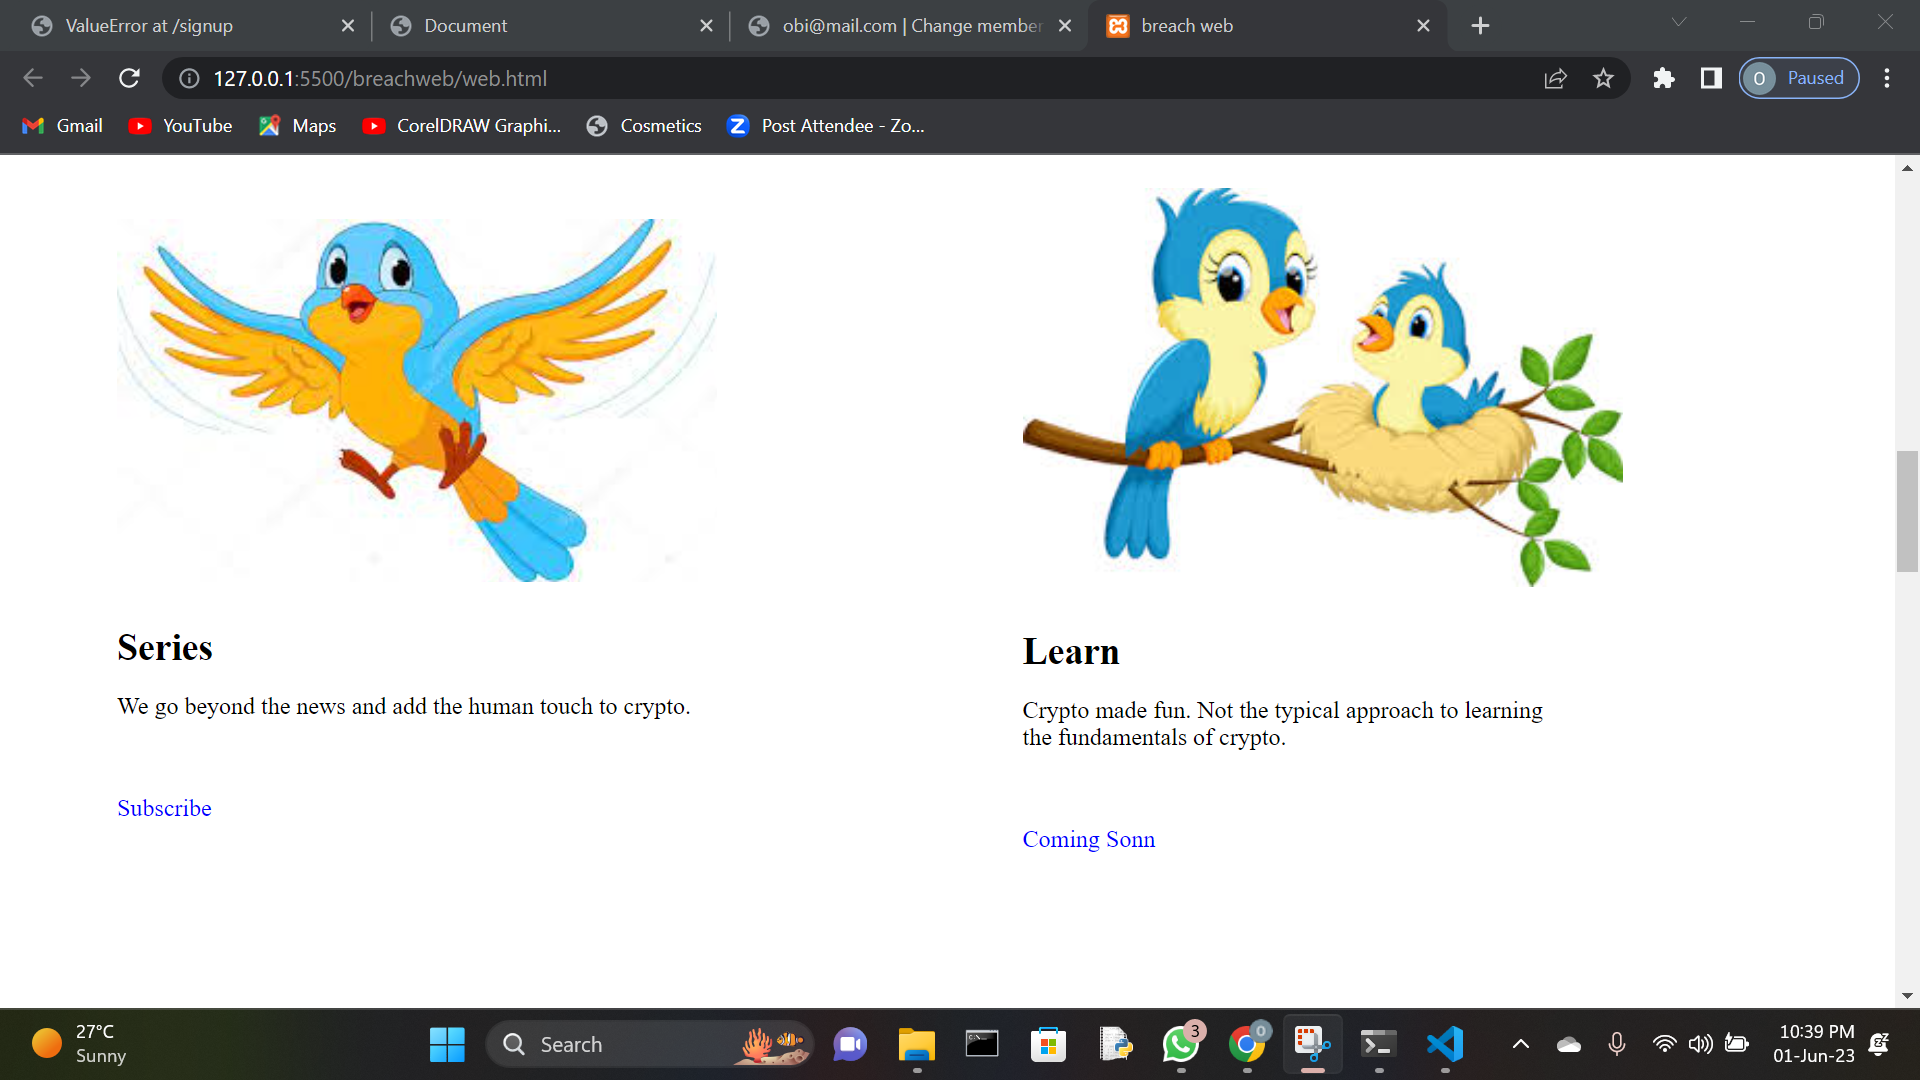 ValueError at /signup
Document
obi@mail.com | Change member
breach web
127.0.0.1:5500/breachweb/web.html
O
Paused
Gmail
YouTube
Maps
CorelDRAW Graphi...
Cosmetics
Post Attendee - Zo...
Series
We go beyond the news and add the human touch to crypto.
Subscribe
Learn
Crypto made fun. Not the typical approach to learning
the fundamentals of crypto.
Coming Sonn
27°C
Sunny
Search
3
O
10:39 PM
01-Jun-23